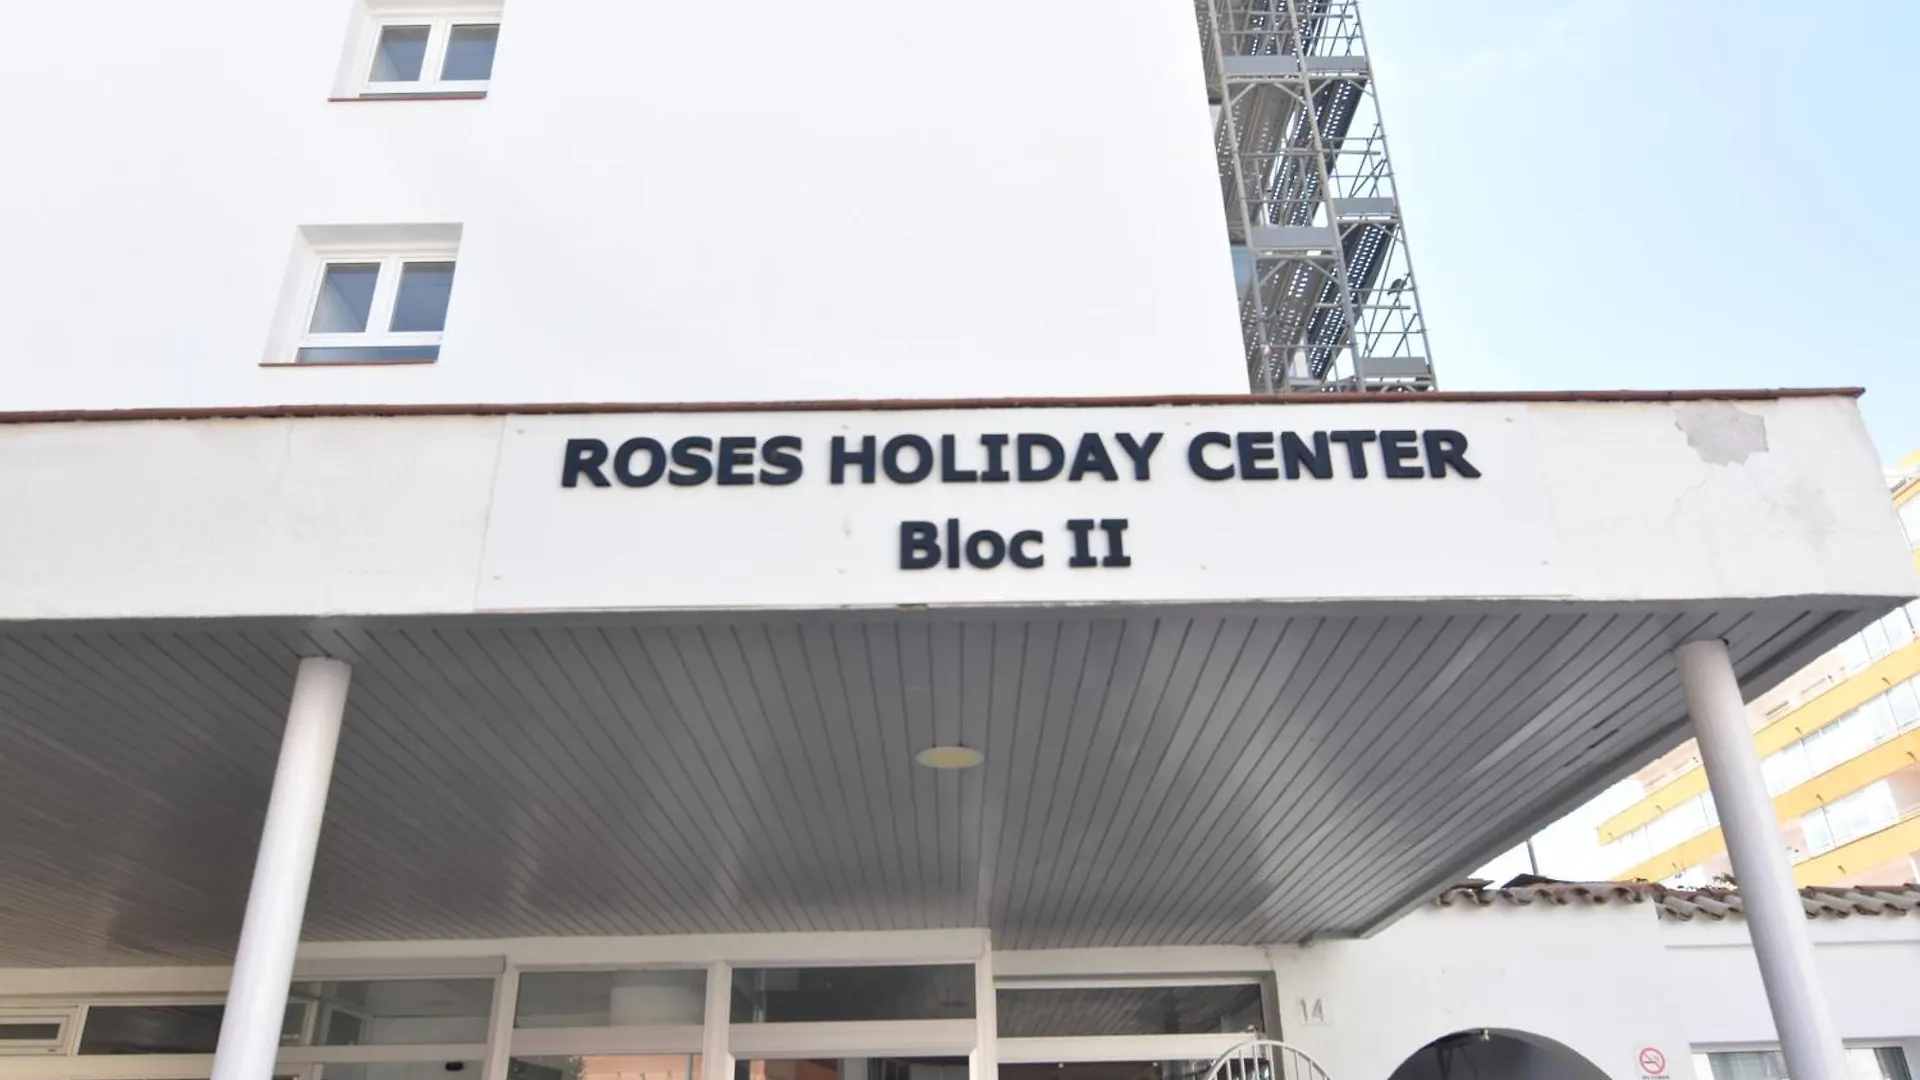 ROSES HOLIDAY CENTER
Bloc II
14